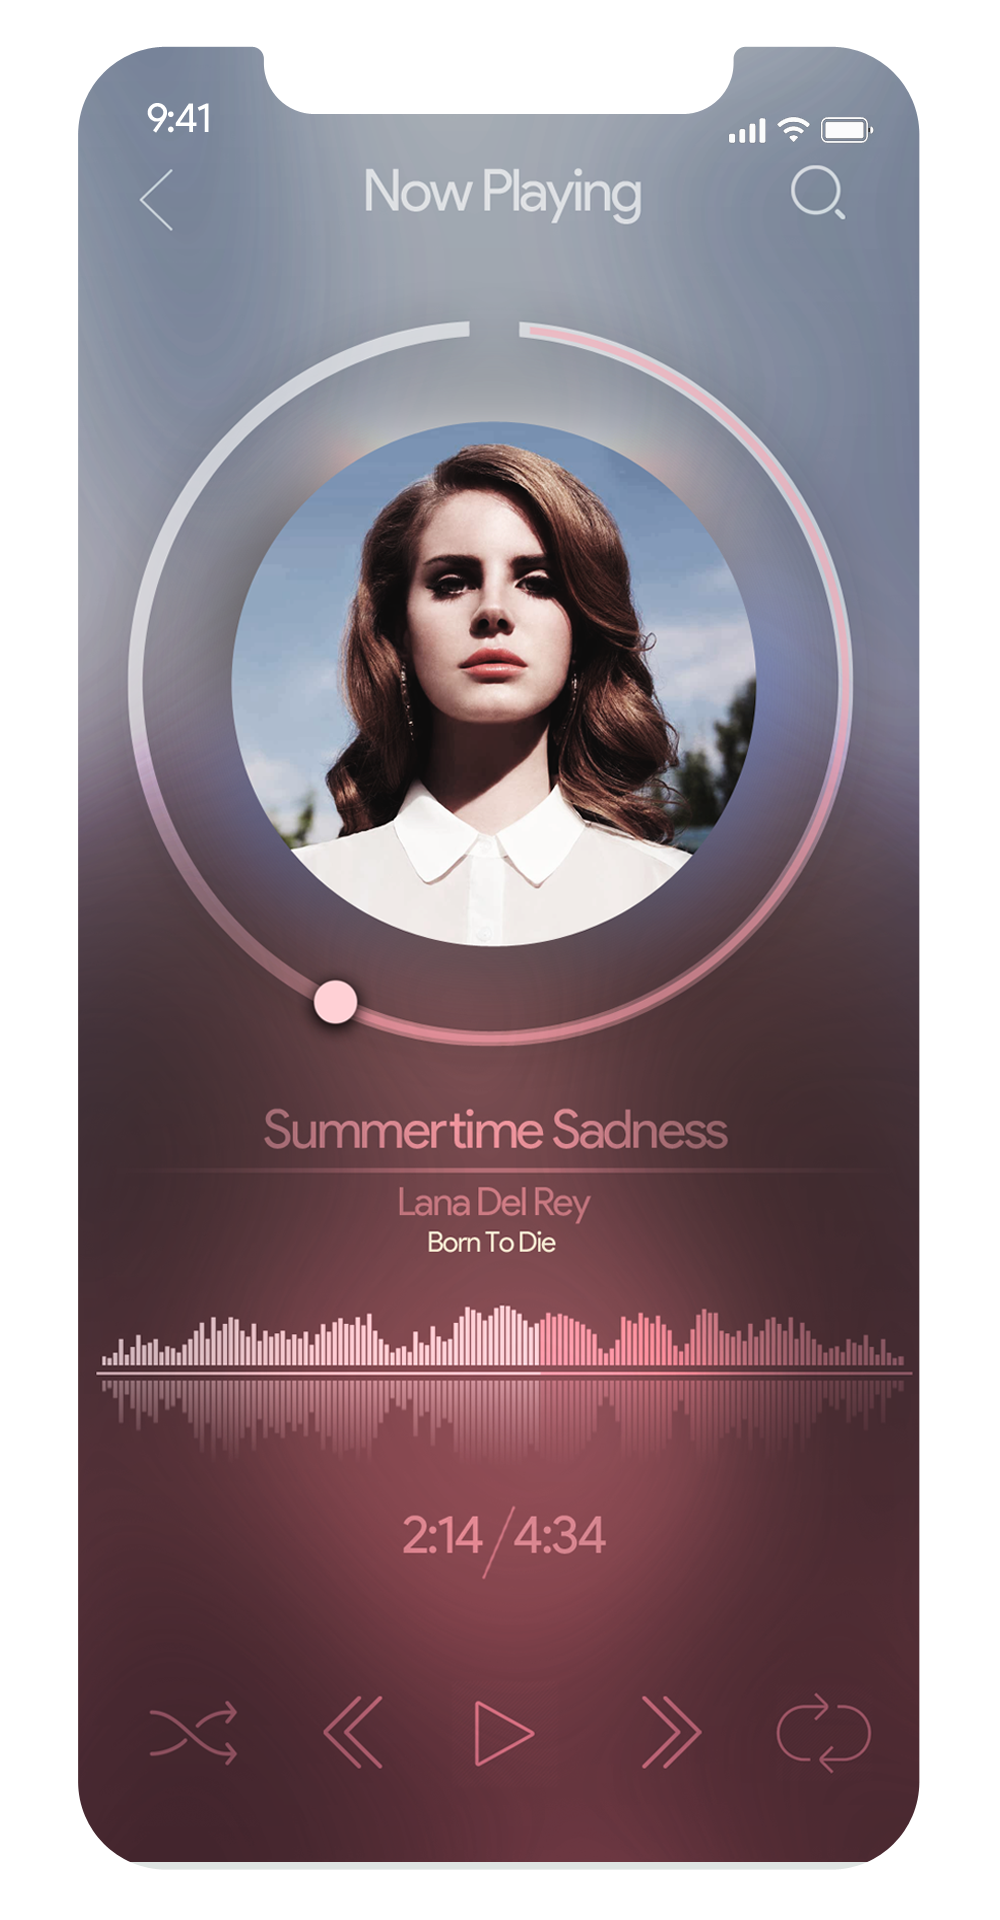 9:41
Now Playing
Summertime Sadness
Lana Del Rey
Born To Die
2:14/4:34